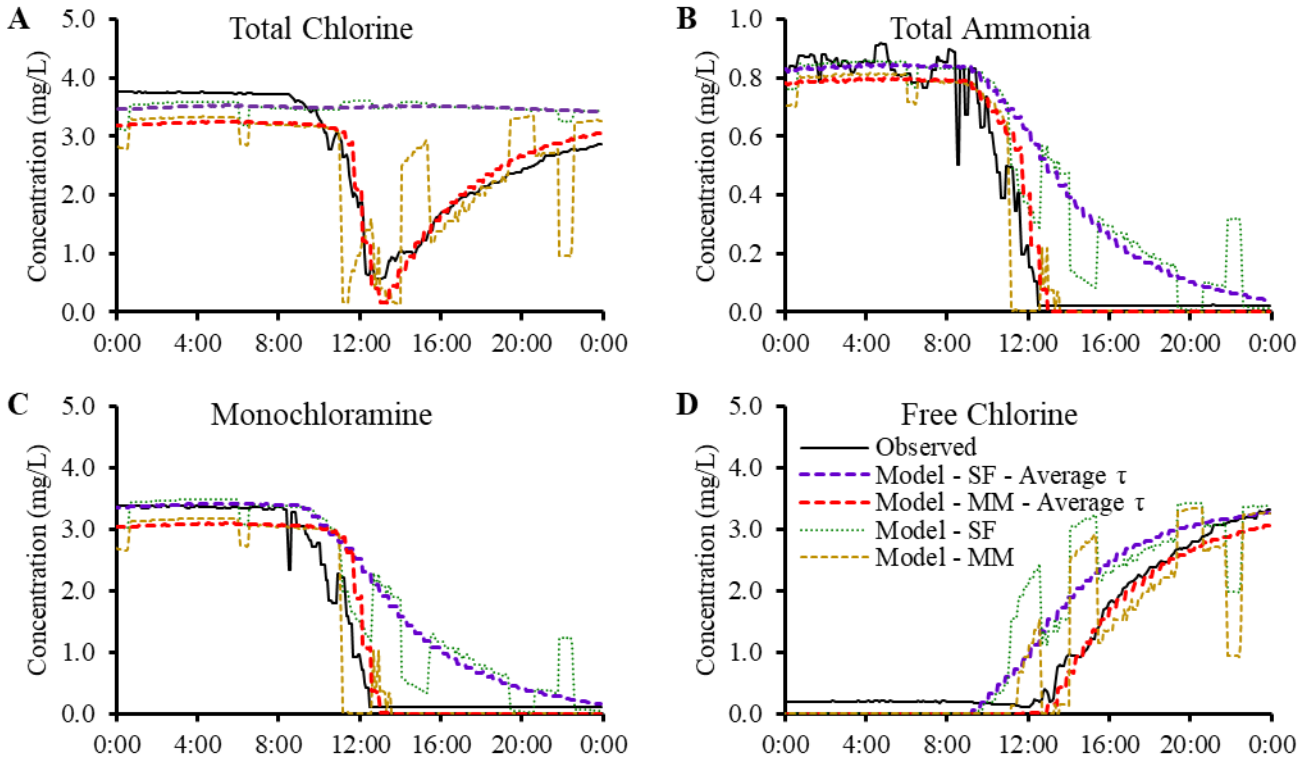 A
Total Chlorine
Concentration (mg/L)
5.0
4.0
3.0
2.0
1.0
0.0
0:00 4:00 8:00 12:00 16:00 20:00 0:00
B
Total Ammonia
Concentration (mg/L)
1.0
0.8
0.6
0.4
0.2
0.0
0:00 4:00 8:00 12:00 16:00 20:00 0:00
C
Monochloramine
Concentration (mg/L)
5.0
4.0
3.0
2.0
1.0
0.0
0:00 4:00 8:00 12:00 16:00 20:00 0:00
D
Free Chlorine
Concentration (mg/L)
5.0
4.0
3.0
2.0
1.0
0.0
Observed
Model - SF - Average τ
Model - MM - Average τ
Model - SF
Model - MM
0:00 4:00 8:00 12:00 16:00 20:00 0:00